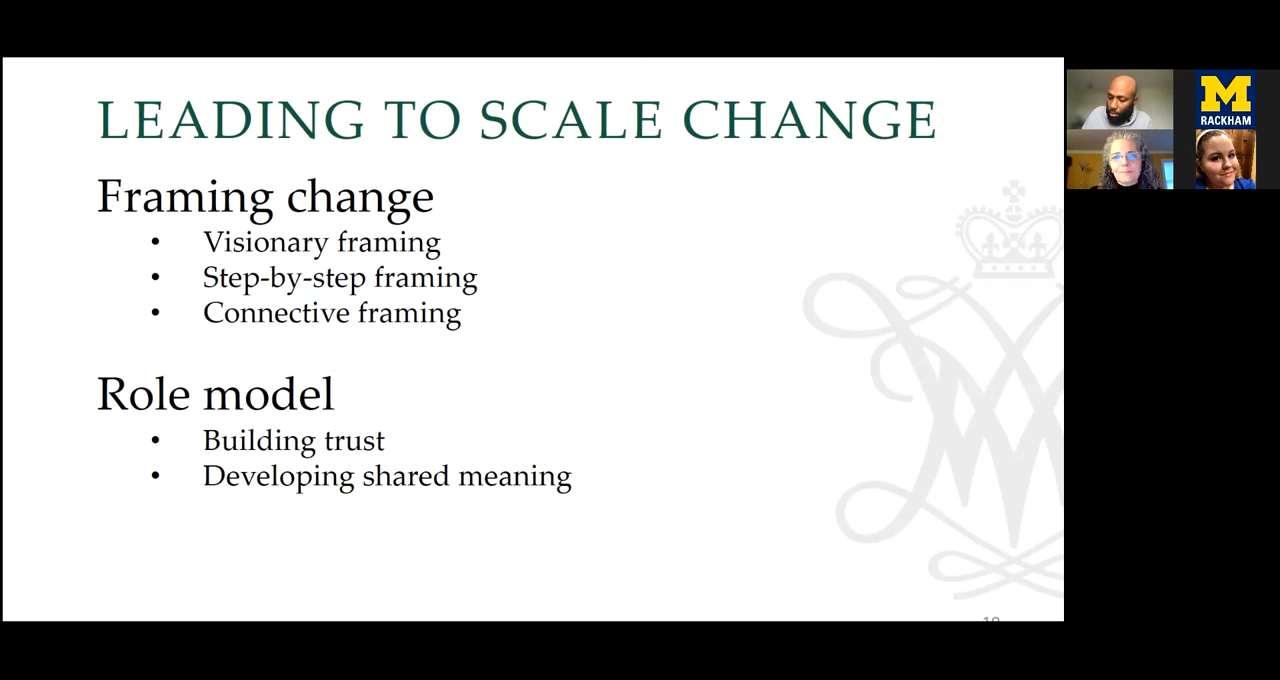 LEADING TO SCALE CHANGE
Framing change
• Visionary framing
• Step-by-step framing
• Connective framing
Role model
• Building trust
• Developing shared meaning
M
RACKHAM